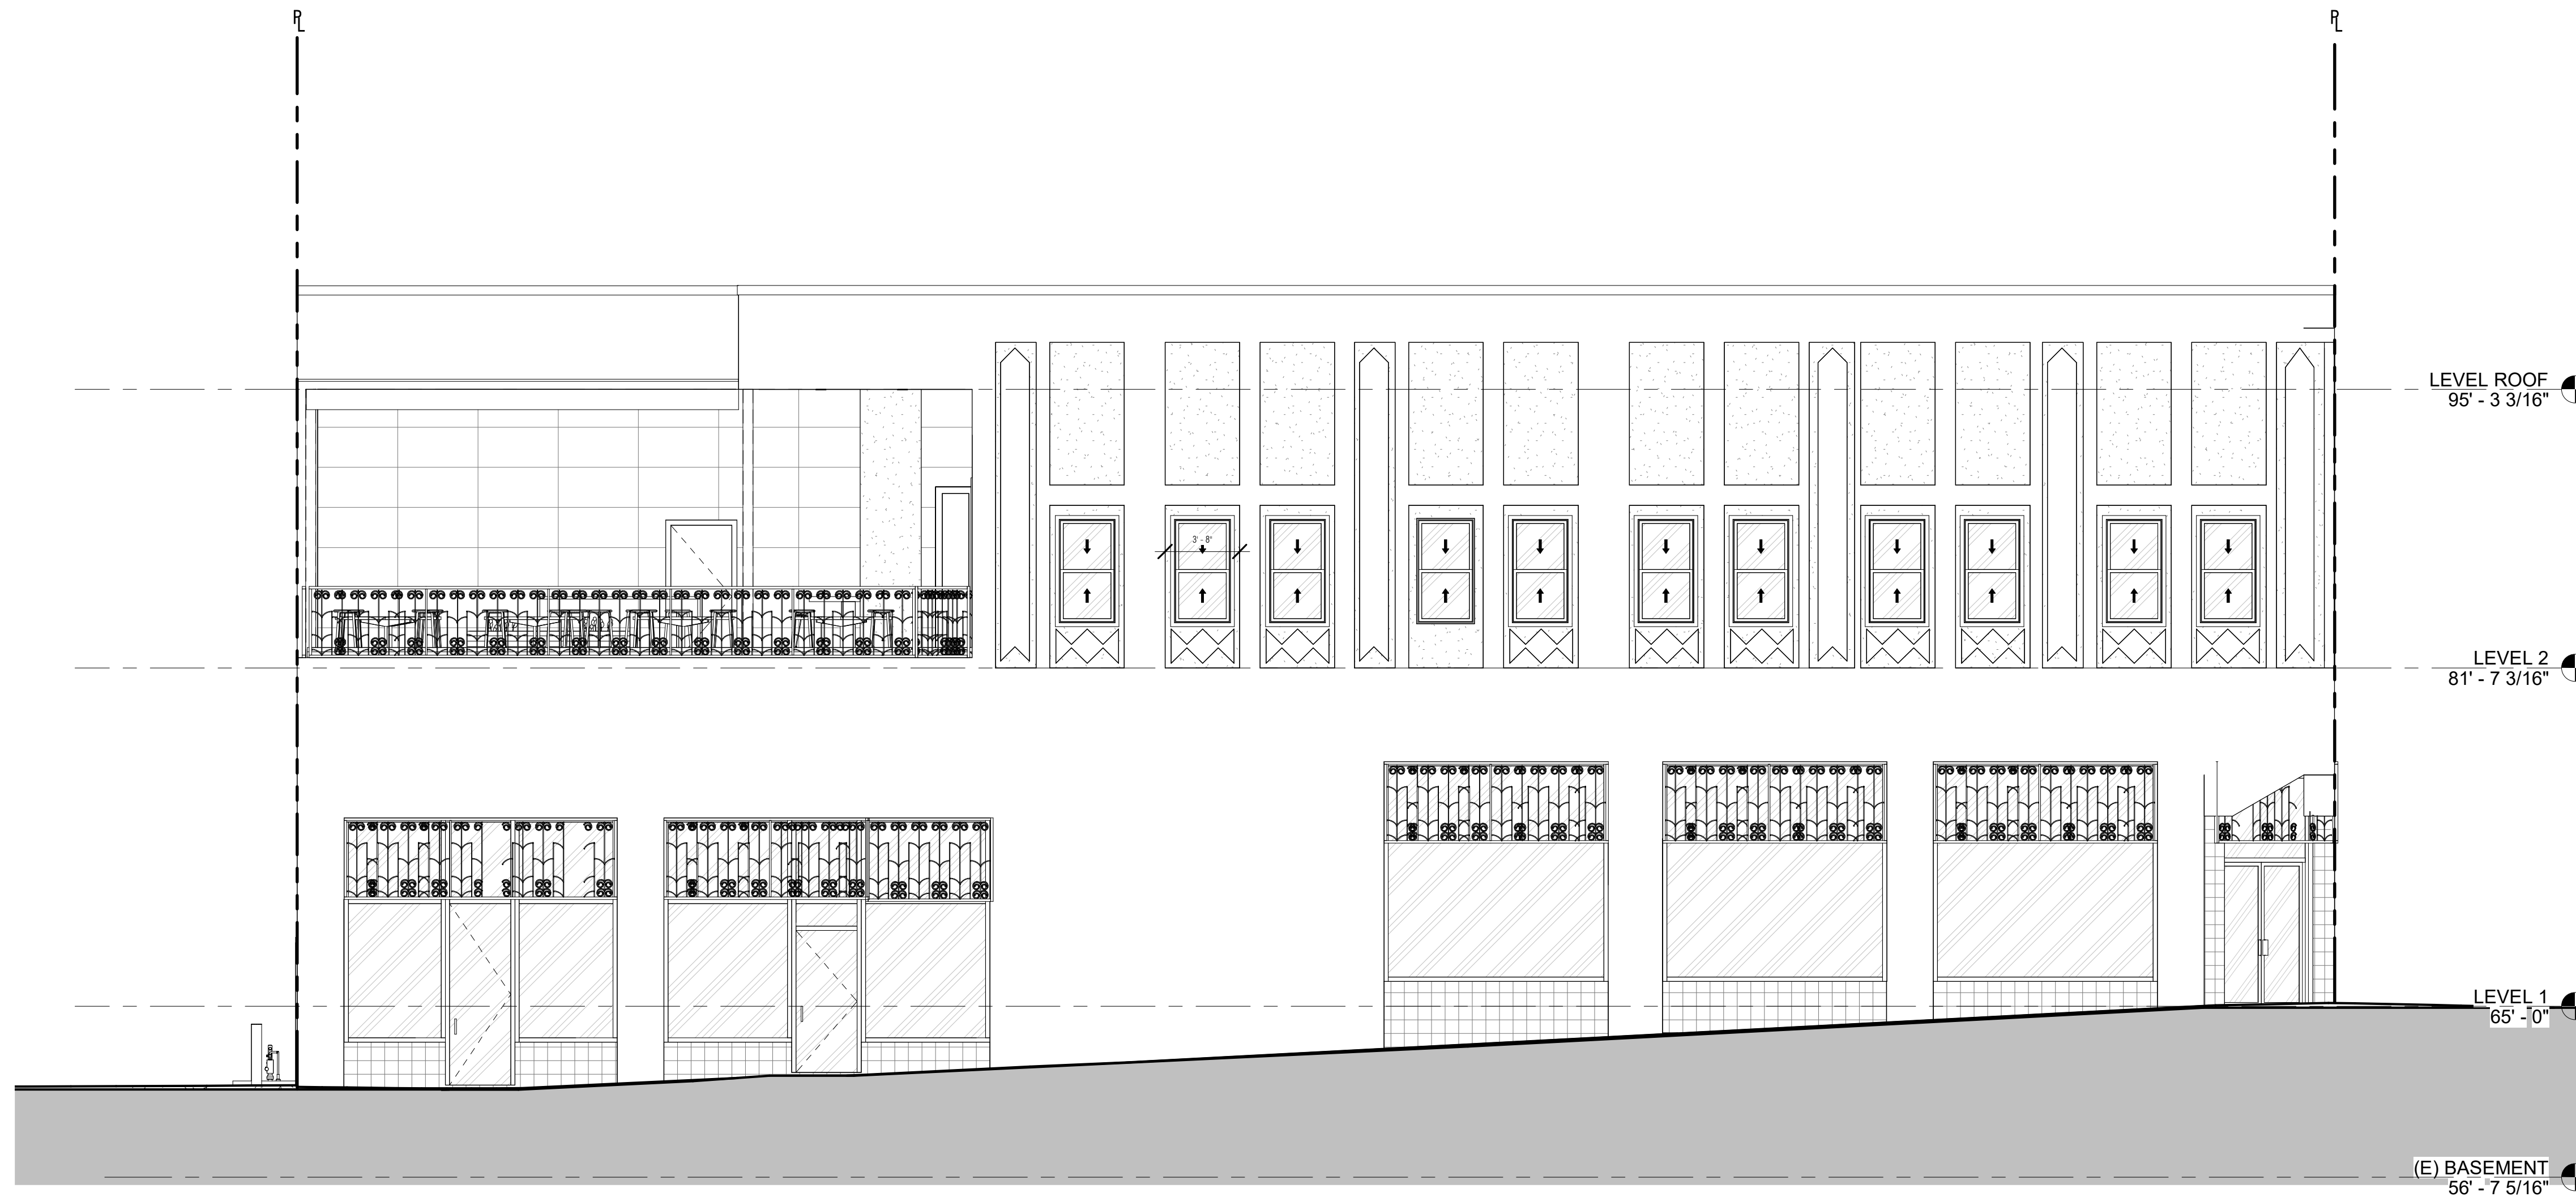 PL
PL
LEVEL ROOF
95' - 3 3/16"
3' - 8"
LEVEL 2
81' - 7 3/16"
LEVEL 1
65' - 0"
(E) BASEMENT
56' - 7 5/16"